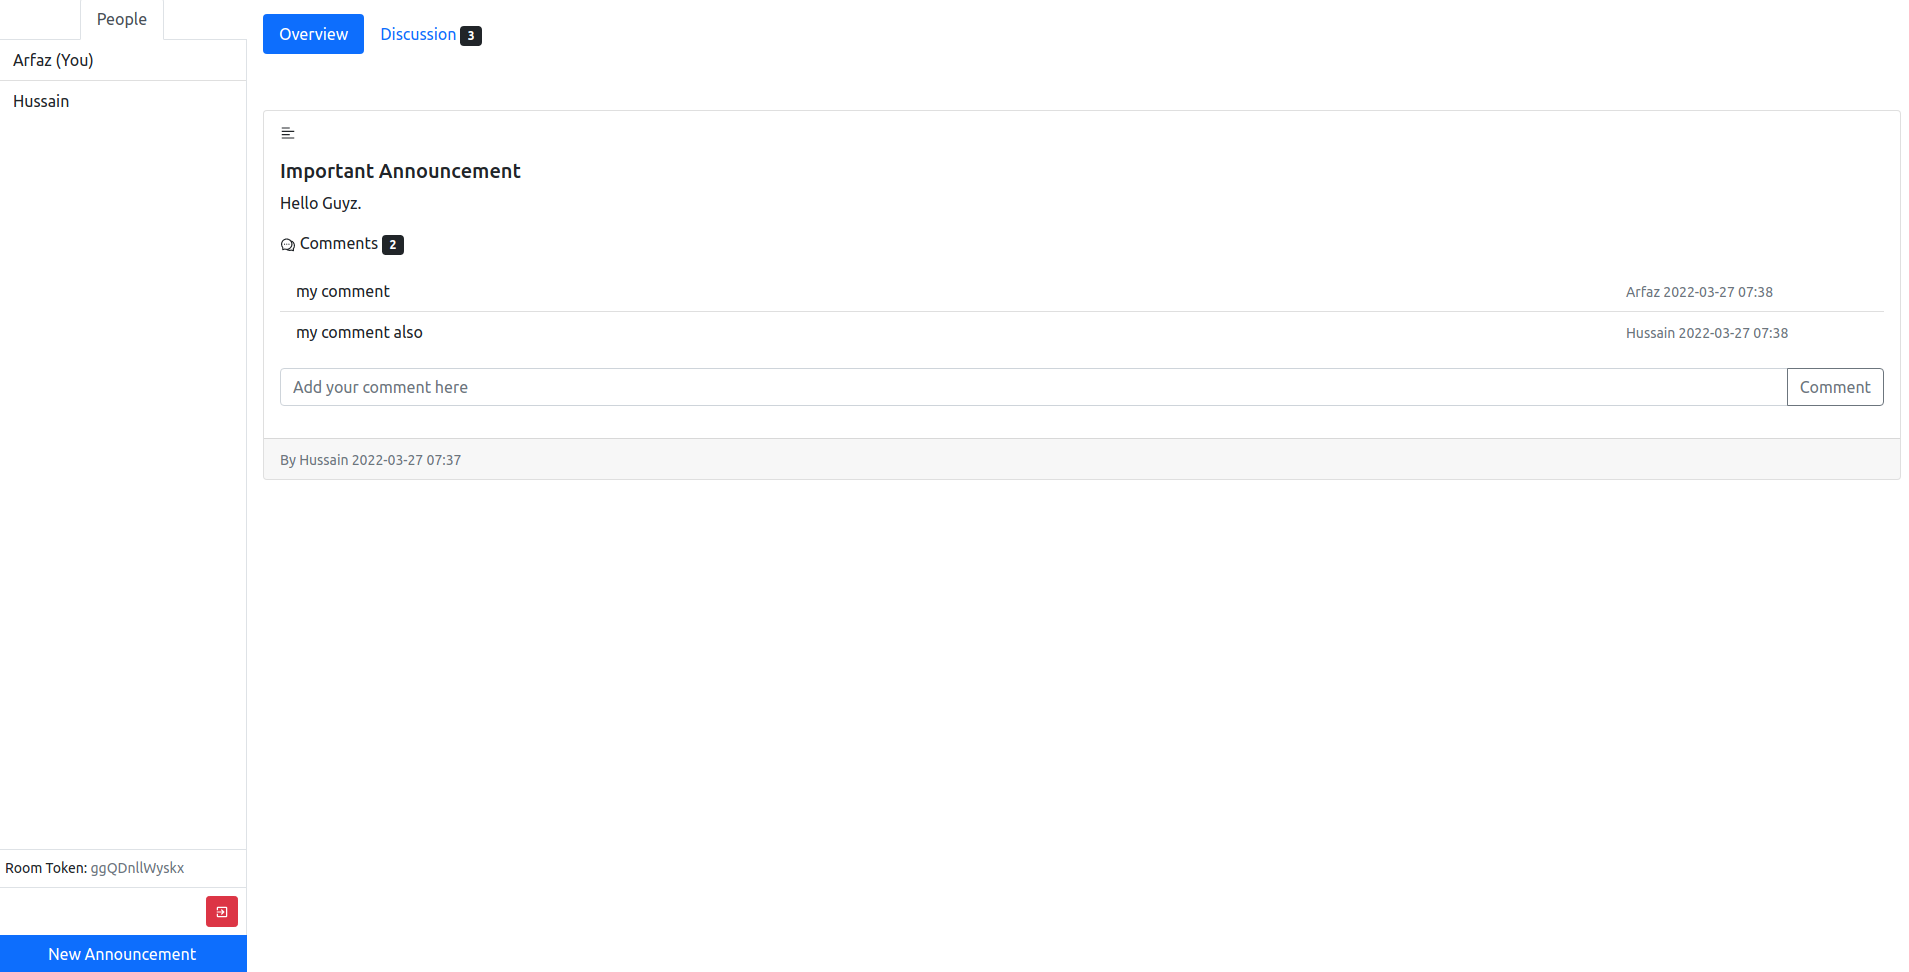 People
Arfaz (You)
Hussain
Room Token: ggQDnllWyskx
New Announcement
Overview
Discussion 3
Important Announcement
Hello Guyz.
Comments 2
my comment Arfaz 2022-03-27 07:38
my comment also Hussain 2022-03-27 07:38
Add your comment here Comment
By Hussain 2022-03-27 07:37